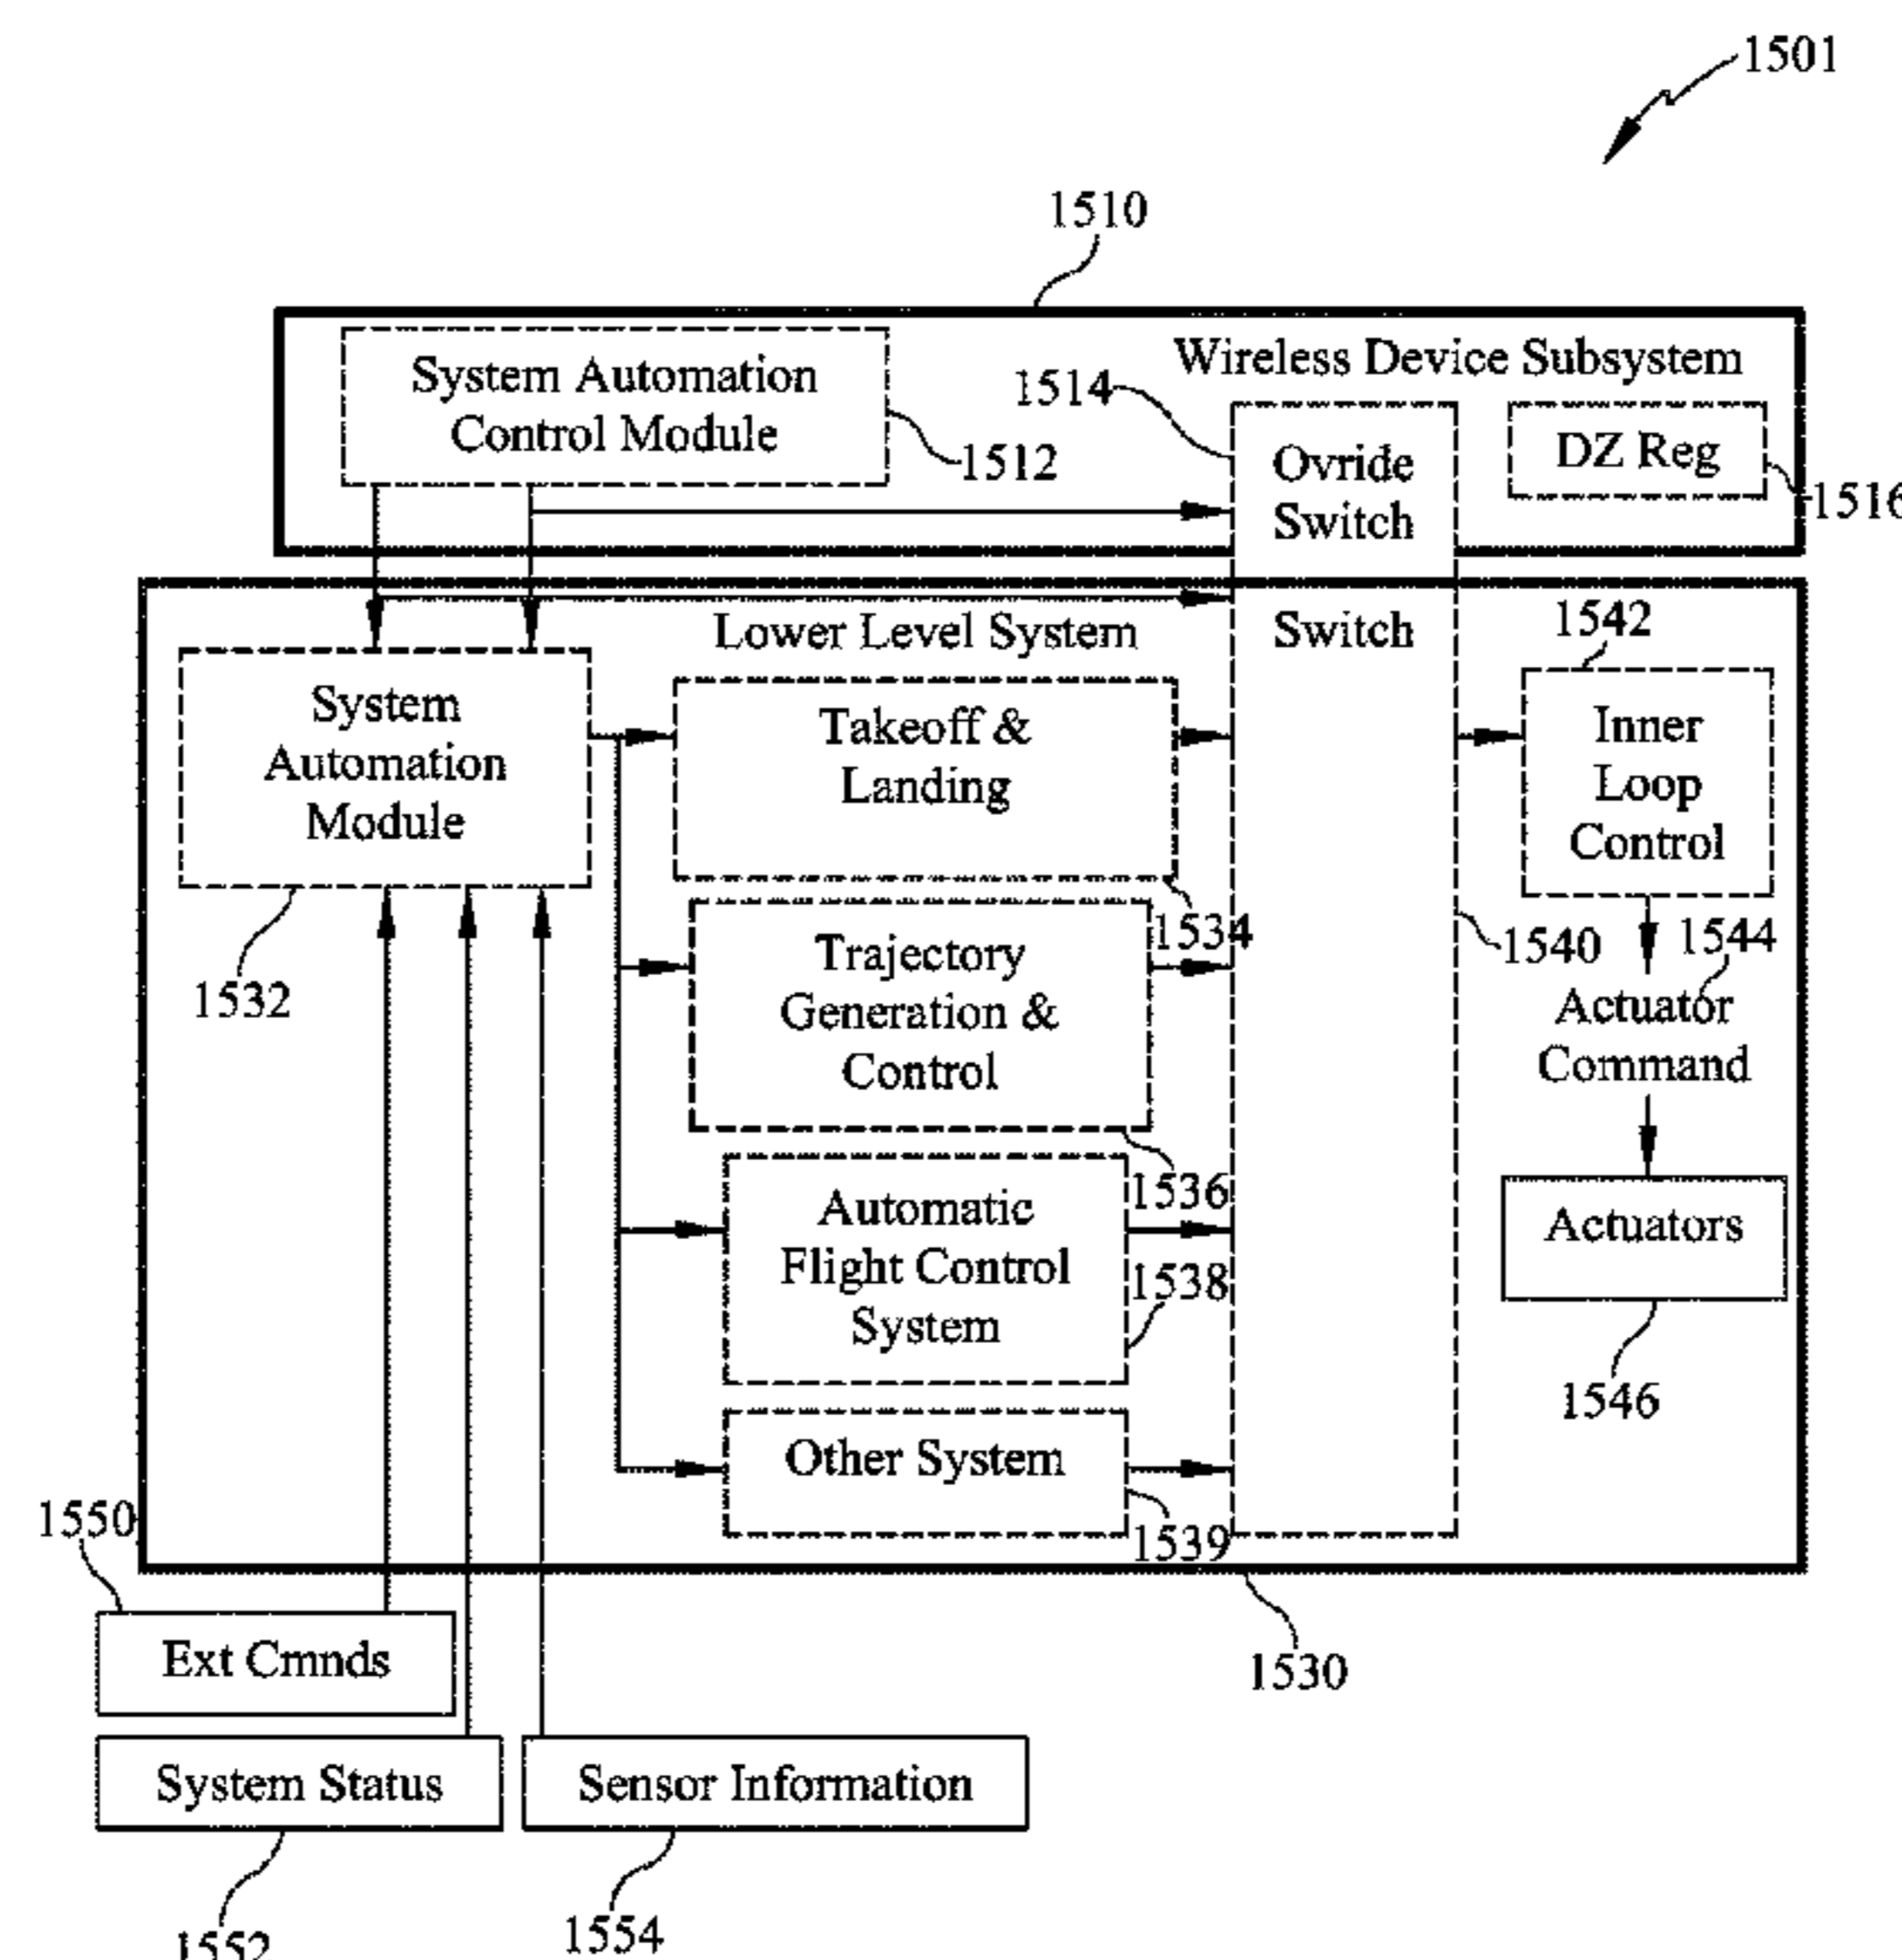 1501
1510
System Automation
Control Module
1512
Wireless Device Subsystem
1514
Ovride
Switch
DZ Reg
1516
Lower Level System
Switch
1542
System
Automation
Module
1532
Takeoff &
Landing
1534
Inner
Loop
Control
1540
1544
Trajectory
Generation &
Control
1536
Actuator
Command
Automatic
Flight Control
System
1538
Actuators
1546
Other System
1539
1550
1530
Ext Cmnds
System Status
Sensor Information
1552
1554